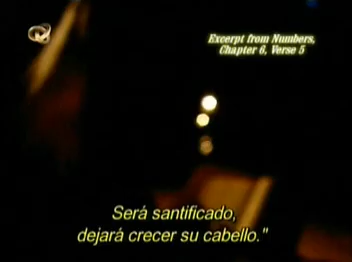 Excerpt from Numbers,
Chapter 6, Verse 5
Será santificado,
dejará crecer su cabello."